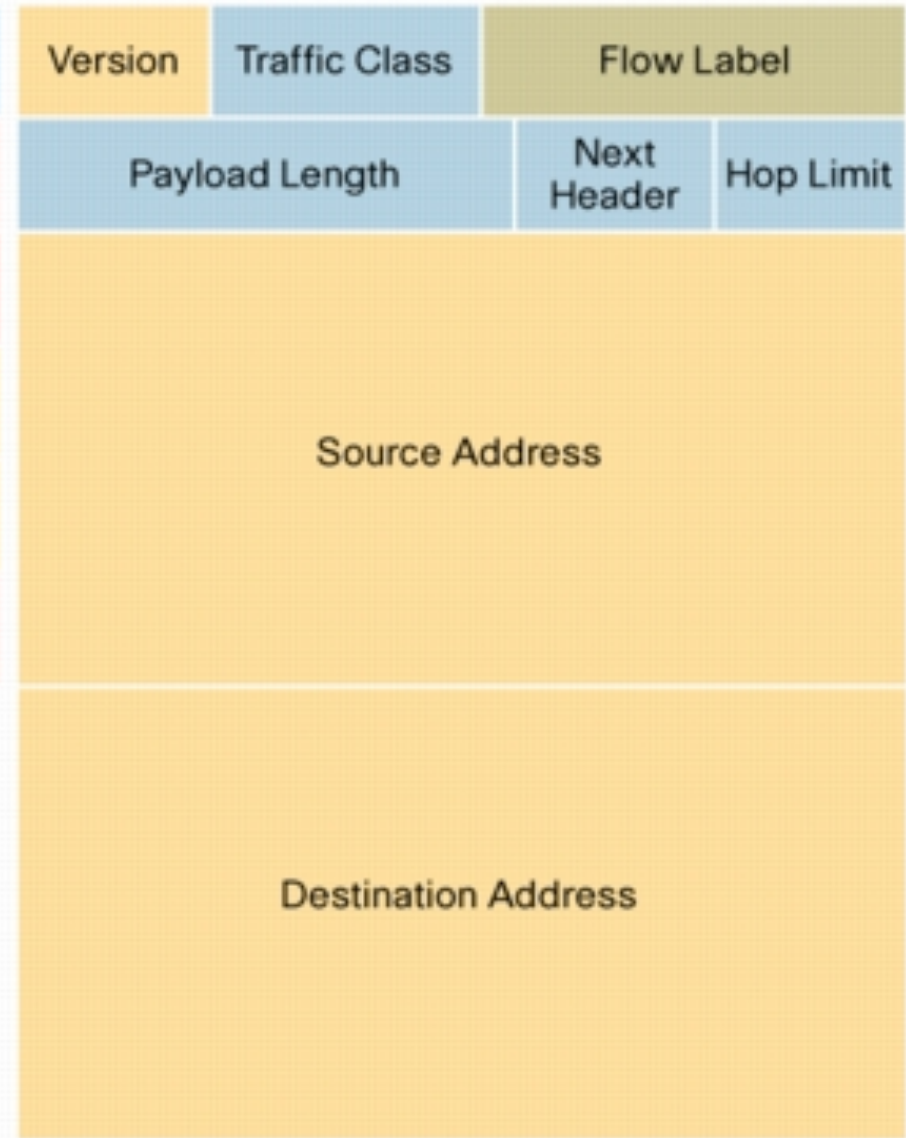 Version Traffic Class Flow Label
Payload Length Next Header Hop Limit
Source Address
Destination Address